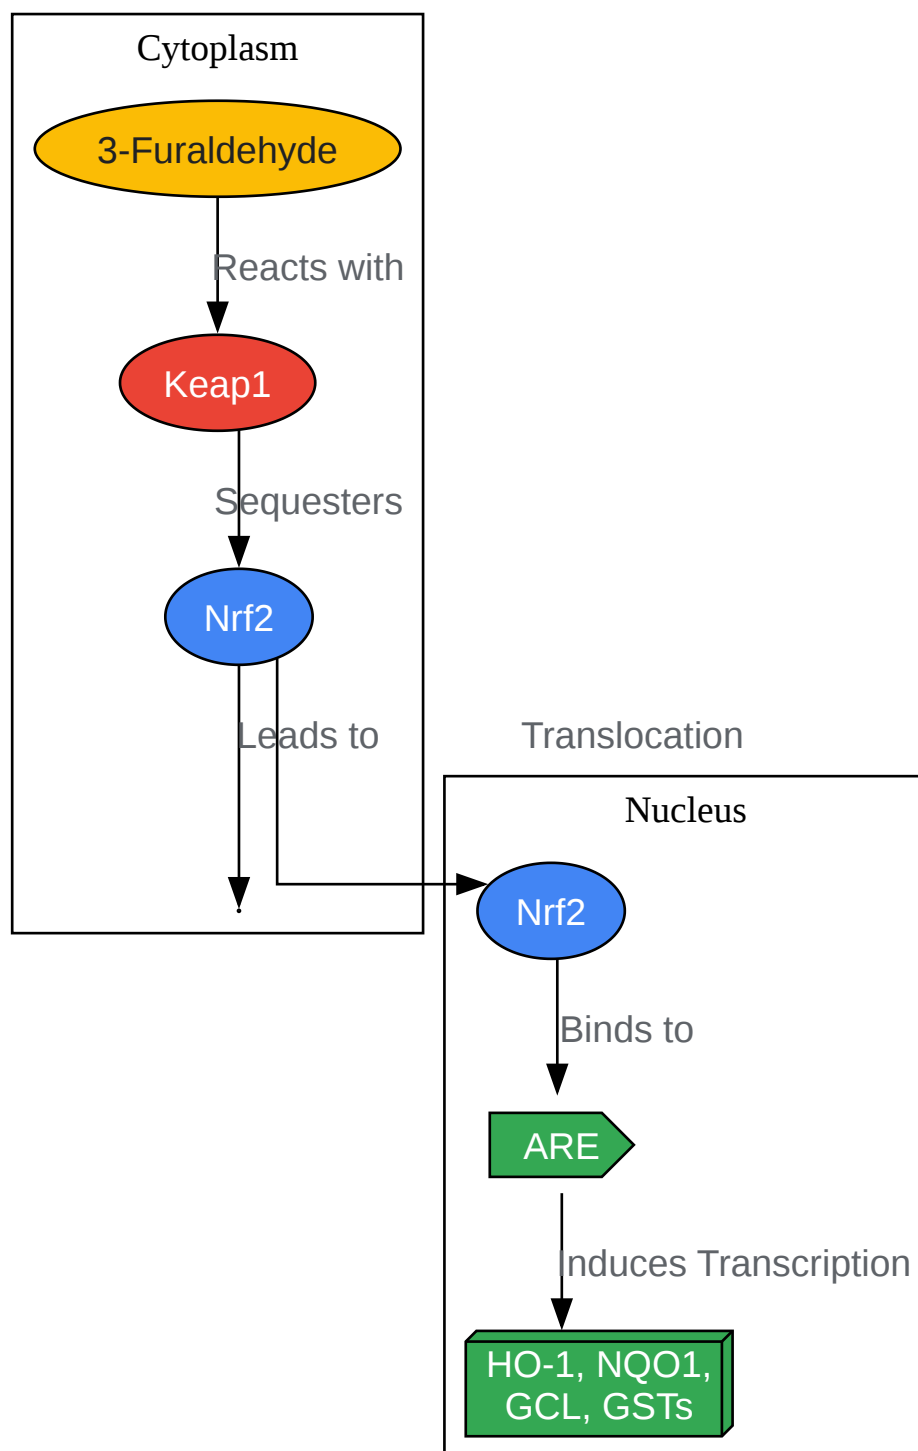 Cytoplasm
3-Furaldehyde
Reacts with
Keap1
Sequesters
Nrf2
Leads to
Translocation
Nucleus
Nrf2
Binds to
ARE
Induces Transcription
HO-1, NQO1,
GCL, GSTs